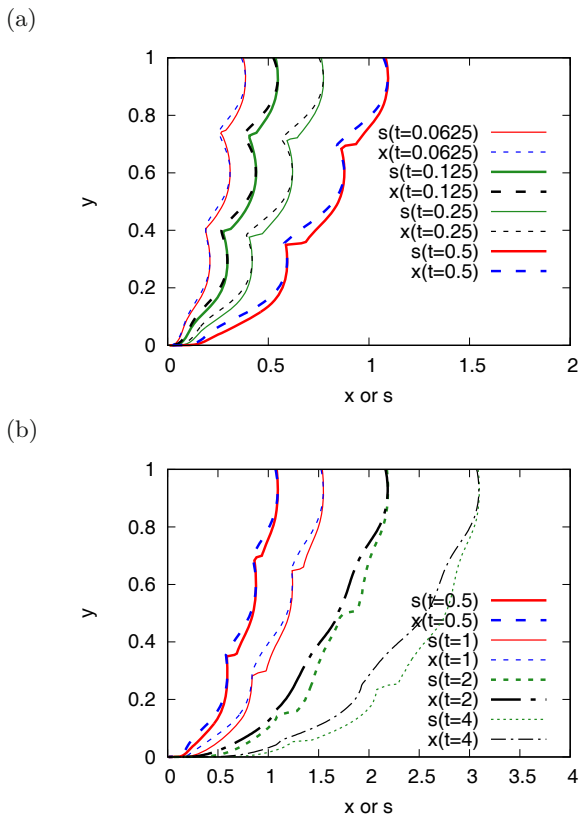 (a)
1
0.8
0.6
0.4
0.2
0
y
s(t=0.0625)
x(t=0.0625)
s(t=0.125)
x(t=0.125)
s(t=0.25)
x(t=0.25)
s(t=0.5)
x(t=0.5)
0 0.5 1 1.5 2
x or s
(b)
1
0.8
0.6
0.4
0.2
0
y
s(t=0.5)
x(t=0.5)
s(t=1)
x(t=1)
s(t=2)
x(t=2)
s(t=4)
x(t=4)
0 0.5 1 1.5 2 2.5 3 3.5 4
x or s